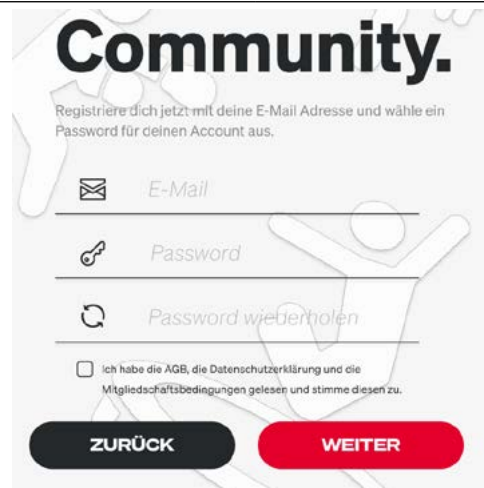 Community.
Registriere dich jetzt mit deine E-Mail Adresse und wähle ein
Password für deinen Account aus.
E-Mail
Password
Password wiederholen
Ich habe die AGB, die Datenschutzerklärung und die
Mitgliedschaftsbedingungen gelesen und stimme diesen zu.
ZURÜCK WEITER